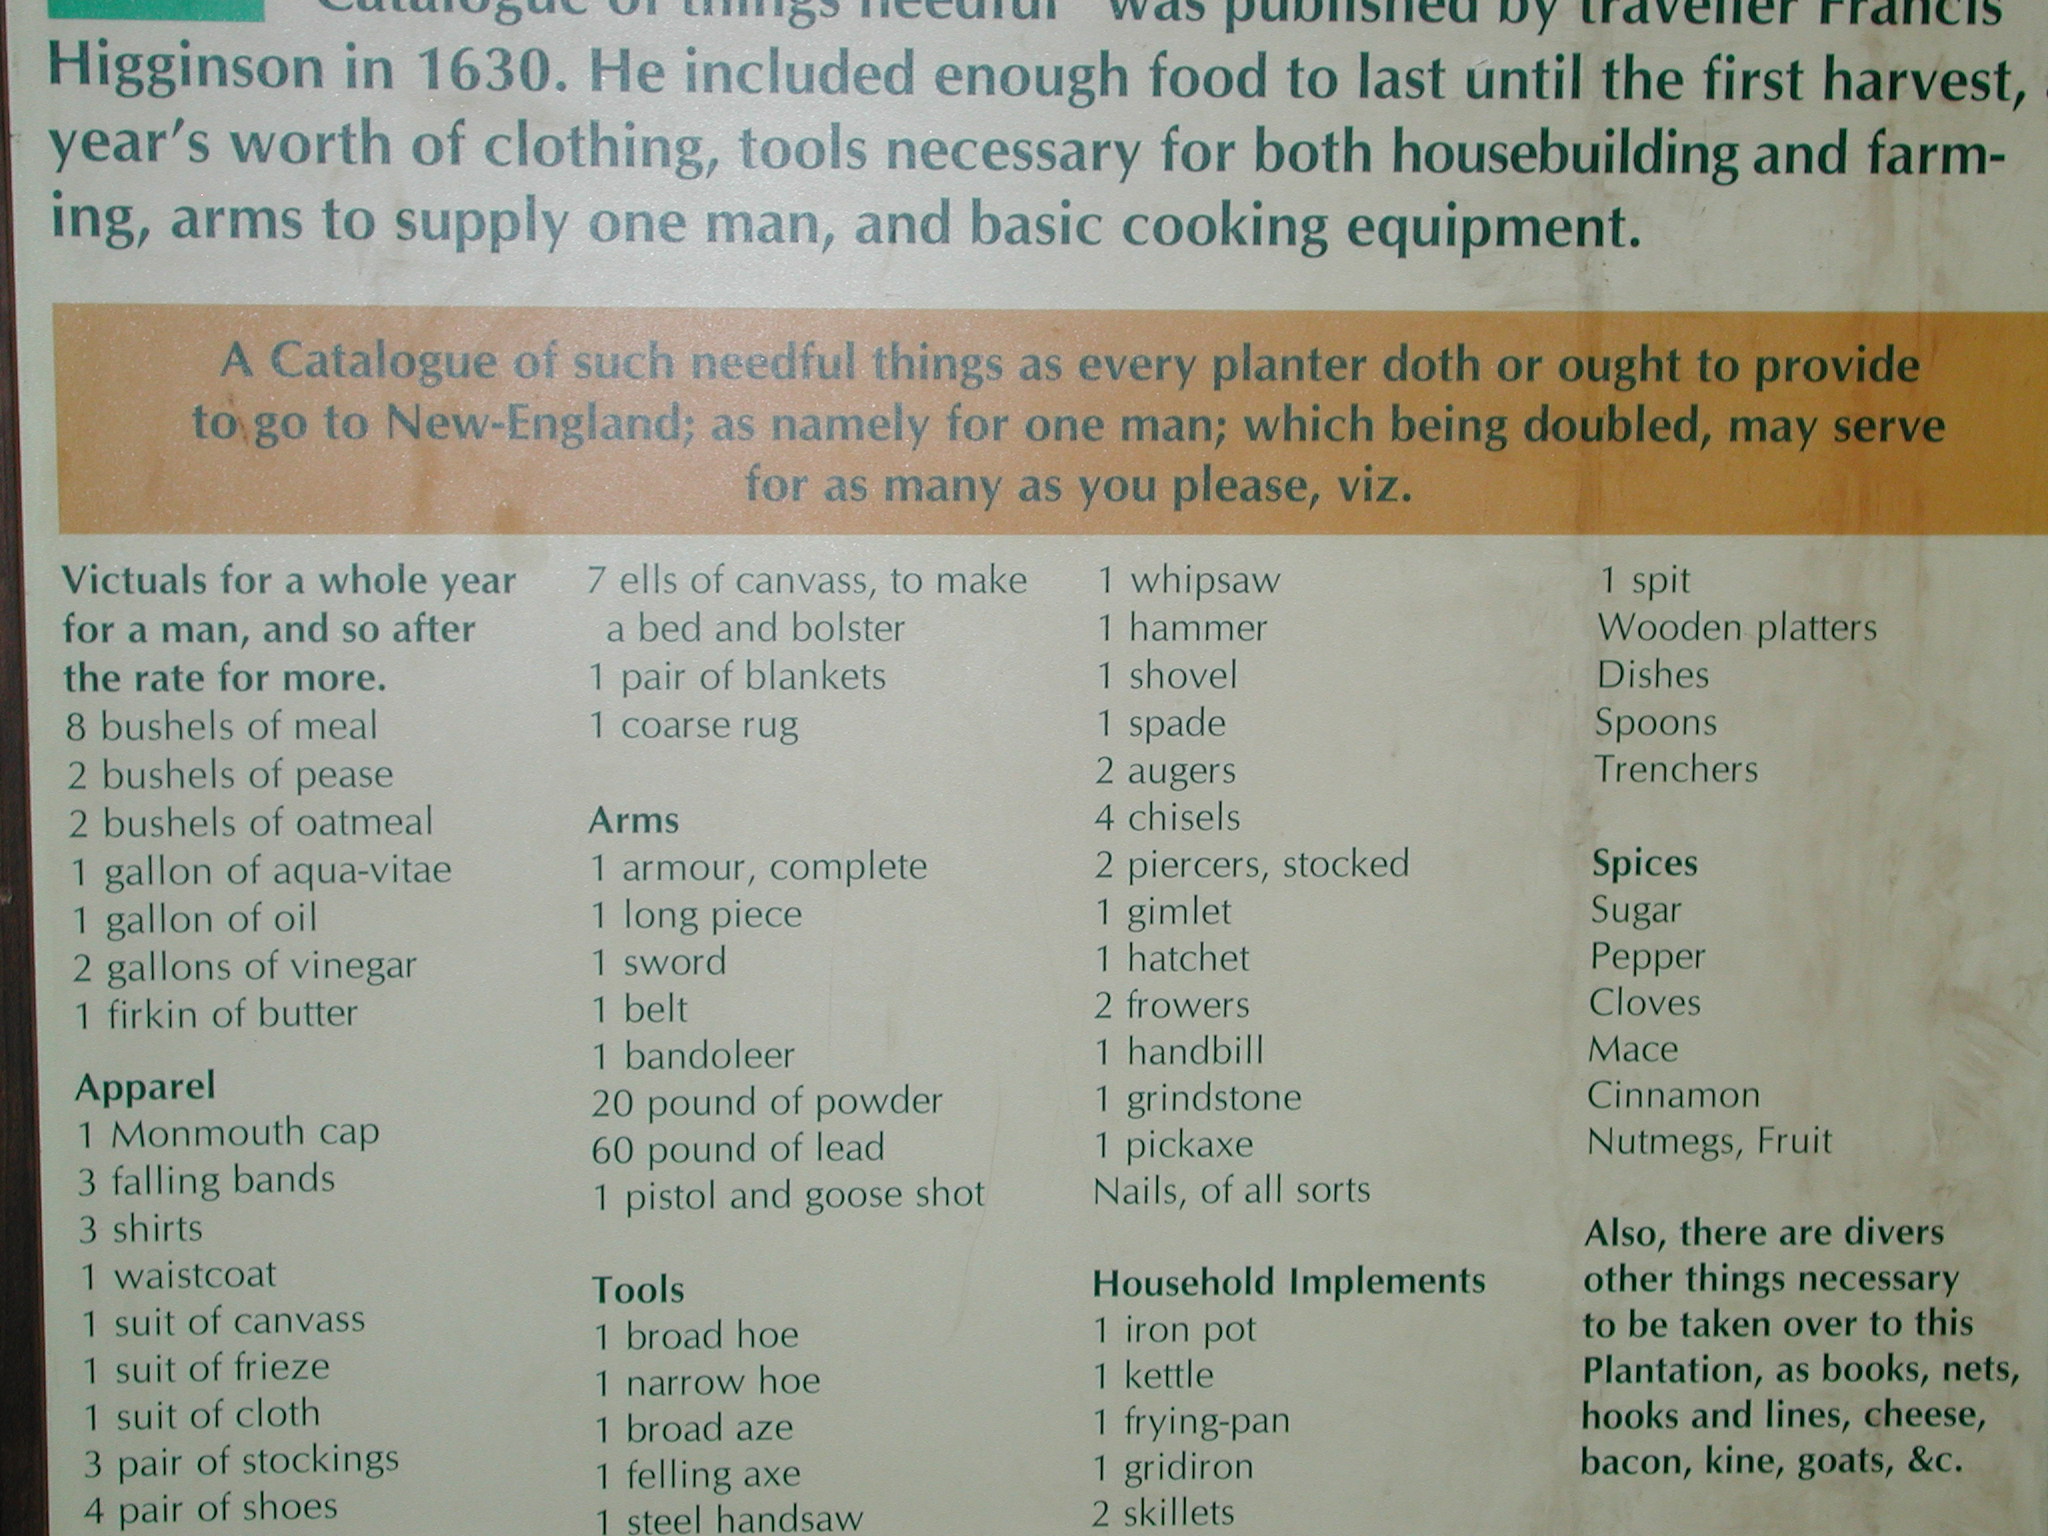 Catalogue of things needful" was published by traveller Francis
Higginson in 1630. He included enough food to last until the first harvest, a
year's worth of clothing, tools necessary for both housebuilding and farm-
ing, arms to supply one man, and basic cooking equipment.
A Catalogue of such needful things as every planter doth or ought to provide
to go to New-England; as namely for one man; which being doubled, may serve
for as many as you please, viz.
Victuals for a whole year
for a man, and so after
the rate for more.
8 bushels of meal
2 bushels of pease
2 bushels of oatmeal
1 gallon of aqua-vitae
1 gallon of oil
2 gallons of vinegar
1 firkin of butter
Apparel
1 Monmouth cap
3 falling bands
3 shirts
1 waistcoat
1 suit of canvass
1 suit of frieze
1 suit of cloth
3 pair of stockings
4 pair of shoes
7 ells of canvass, to make
a bed and bolster
1 pair of blankets
1 coarse rug
Arms
1 armour, complete
1 long piece
1 sword
1 belt
1 bandoleer
20 pound of powder
60 pound of lead
1 pistol and goose shot
Tools
1 broad hoe
1 narrow hoe
1 broad aze
1 felling axe
1 steel handsaw
1 whipsaw
1 hammer
1 shovel
1 spade
2 augers
4 chisels
2 piercers, stocked
1 gimlet
1 hatchet
2 frowers
1 handbill
1 grindstone
1 pickaxe
Nails, of all sorts
Household Implements
1 iron pot
1 kettle
1 frying-pan
1 gridiron
2 skillets
1 spit
Wooden platters
Dishes
Spoons
Trenchers
Spices
Sugar
Pepper
Cloves
Mace
Cinnamon
Nutmegs, Fruit
Also, there are divers
other things necessary
to be taken over to this
Plantation, as books, nets,
hooks and lines, cheese,
bacon, kine, goats, &c.